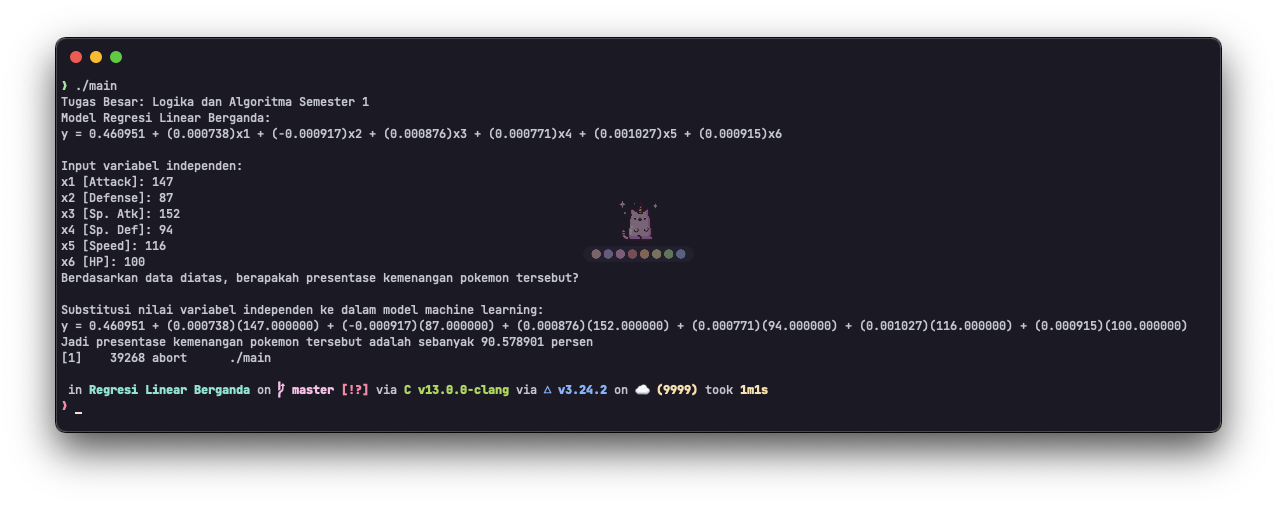 ❱ ./main
Tugas Besar: Logika dan Algoritma Semester 1
Model Regresi Linear Berganda:
y = 0.460951 + (0.000738)x1 + (-0.000917)x2 + (0.000876)x3 + (0.000771)x4 + (0.001027)x5 + (0.000915)x6
Input variabel independen:
x1 [Attack]: 147
x2 [Defense]: 87
x3 [Sp. Atk]: 152
x4 [Sp. Def]: 94
x5 [Speed]: 116
x6 [HP]: 100
Berdasarkan data diatas, berapakah presentase kemenangan pokemon tersebut?
Substitusi nilai variabel independen ke dalam model machine learning:
y = 0.460951 + (0.000738)(147.000000) + (-0.000917)(87.000000) + (0.000876)(152.000000) + (0.000771)(94.000000) + (0.001027)(116.000000) + (0.000915)(100.000000)
Jadi presentase kemenangan pokemon tersebut adalah sebanyak 90.578901 persen
[1]    39268 abort      ./main
in Regresi Linear Berganda on master [!?] via C v13.0.0-clang via △ v3.24.2 on ☁️ (9999) took 1m1s
❱ _